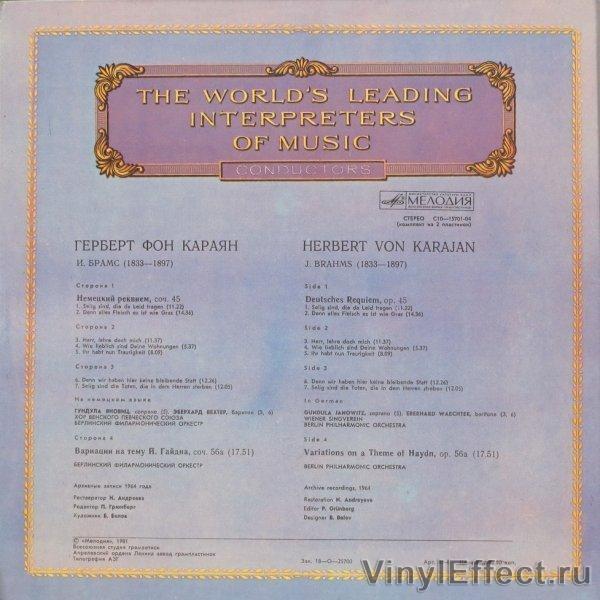 THE WORLD'S LEADING
INTERPRETERS
OF MUSIC
CONDUCTORS
МЕЛОДИЯ
СТЕРЕО С10—15701-04
(комплект из 2 пластинок)
ГЕРБЕРТ ФОН КАРАЯН
И. БРАМС (1833—1897)
Сторона 1
Немецкий реквием, соч. 45
1. Selig sind, die da Leid tragen (11.22)
2. Denn alles Fleisch es ist wie Gras (14.36)
Сторона 2
3. Herr, lehre doch mich (11.37)
4. Wie lieblich sind Deine Wohnungen (5.37)
5. Ihr habt nun Traurigkeit (8.09)
Сторона 3
6. Denn wir haben hier keine bleibende Statt (12.26)
7. Selig sind die Toten, die in dem Herren sterben (12.05)
На немецком языке
ГУНДУЛА ЯНОВИЦ, сопрано (5), ЭБЕРХАРД ВЕХТЕР, баритон (3, 6)
ХОР ВЕНСКОГО ПЕВЧЕСКОГО СОЮЗА
БЕРЛИНСКИЙ ФИЛАРМОНИЧЕСКИЙ ОРКЕСТР
Сторона 4
Вариации на тему Й. Гайдна, соч. 56а (17.51)
БЕРЛИНСКИЙ ФИЛАРМОНИЧЕСКИЙ ОРКЕСТР
Архивные записи 1964 года
Реставратор Н. Андреева
Редактор П. Грюнберг
Художник Б. Белов
© «Мелодия», 1981
Всесоюзная студия грамзаписи
Апрелевский ордена Ленина завод грампластинок
Типография АЗГ
HERBERT VON KARAJAN
J. BRAHMS (1833—1897)
Side 1
Deutsches Requiem, op. 45
1. Selig sind, die da Leid tragen (11.22)
2. Denn alles Fleisch es ist wie Gras (14.36)
Side 2
3. Herr, lehre doch mich (11.37)
4. Wie lieblich sind Deine Wohnungen (5.37)
5. Ihr habt nun Traurigkeit (8.09)
Side 3
6. Denn wir haben hier keine bleibende Statt (12.26)
7. Selig sind die Toten, die in dem Herren sterben (12.05)
In German
GUNDULA JANOWITZ, soprano (5), EBERHARD WAECHTER, baritone (3, 6)
WIENER SINGVEREIN
BERLIN PHILHARMONIC ORCHESTRA
Side 4
Variations on a Theme of Haydn, op. 56a (17.51)
BERLIN PHILHARMONIC ORCHESTRA
Archive recordings, 1964
Restoration N. Andreyeva
Editor P. Grünberg
Designer B. Belov
Зак. 18—О—25700
Арт.
VinylEffect.ru